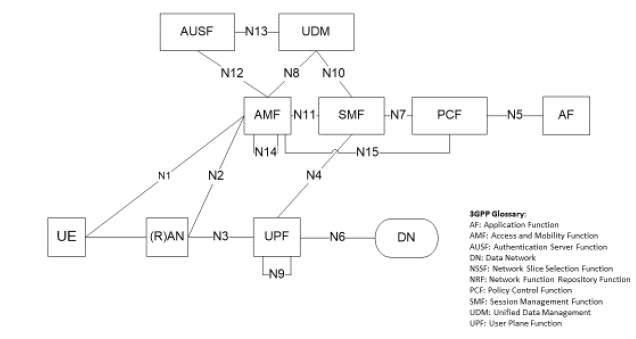 AUSF N13 UDM
N12 N8 N10
AMF N11 SMF N7 PCF N5 AF
N14 N15
N1 N2 N4
UE (R)AN N3 UPF N6 DN
N9
3GPP Glossary:
AF: Application Function
AMF: Access and Mobility Function
AUSF: Authentication Server Function
DN: Data Network
NSSF: Network Slice Selection Function
NRF: Network Function Repository Function
PCF: Policy Control Function
SMF: Session Management Function
UDM: Unified Data Management
UPF: User Plane Function